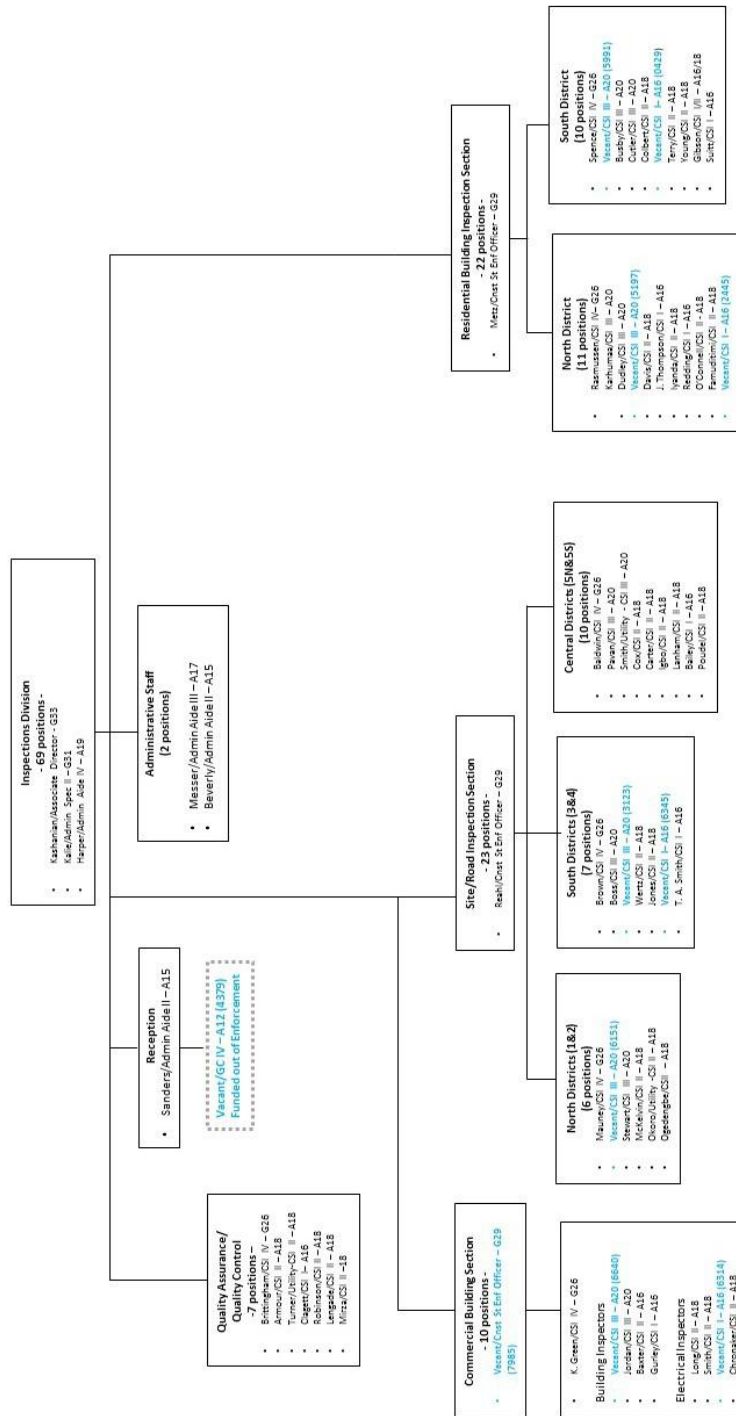 Inspections Division
- 69 positions -
• Kashanian/Associate Director - G33
• Kalie/Admin Spec II – G31
• Harper/Admin Aide IV – A19
Quality Assurance/
Quality Control
-7 positions –
• Brittingham/CSI IV – G26
• Armour/CSI II – A18
• Turner/Utility-CSI II – A18
• Clagett/CSI I– A16
• Robinson/CSI II – A18
• Lengade/CSI II – A18
• Mirza/CSI II –18
Reception
• Sanders/Admin Aide II – A15
Vacant/GC IV – A12 (4379)
Funded out of Enforcement
Administrative Staff
(2 positions)
• Messer/Admin Aide III – A17
• Beverly/Admin Aide II – A15
Commercial Building Section
- 10 positions -
• Vacant/Cnst St Enf Officer – G29
(7985)
• K. Green/CSI IV – G26
Building Inspectors
• Vacant/CSI III – A20 (6640)
• Jordan/CSI III – A20
• Baxter/CSI II – A16
• Gurley/CSI I – A16
Electrical Inspectors
• Long/CSI II – A18
• Smith/CSI II – A18
• Vacant/CSI I – A16 (6314)
• Chronaker/CSI II – A18
Site/Road Inspection Section
- 23 positions -
• Reahl/Cnst St Enf Officer – G29
North Districts (1&2)
(6 positions)
• Mauney/CSI IV – G26
• Vacant/CSI III – A20 (6151)
• Stewart/CSI III – A20
• McKelvin/CSI II – A18
• Okoro/Utility -CSI II – A18
• Ogedengbe/CSII – A18
South Districts (3&4)
(7 positions)
• Brown/CSI IV – G26
• Boss/CSI III – A20
• Vacant/CSI III – A20 (3123)
• Wertz/CSI II – A18
• Jones/CSI II – A18
• Vacant/CSI I– A16 (6345)
• T. A. Smith/CSI I – A16
Central Districts (5N&5S)
(10 positions)
• Baldwin/CSI IV – G26
• Pavan/CSI III – A20
• Smith/Utility - CSI III – A20
• Cox/CSI II – A18
• Carter/CSI II – A18
• Igbo/CSI II – A18
• Lanham/CSI II – A18
• Bailey/CSI I – A16
• Poudel/CSI II – A18
Residential Building Inspection Section
- 22 positions -
• Metz/Cnst St Enf Officer – G29
North District
(11 positions)
• Rasmussen/CSI IV– G26
• Karhumaa/CSI III – A20
• Dudley/CSI III – A20
• Vacant/CSI III – A20 (5197)
• Davis/CSI II – A18
• J. Thompson/CSI I – A16
• Iyanda/CSI II – A18
• Redding/CSI I – A16
• O'Connell/CSI II - A18
• Famuditimi/CSI II – A18
• Vacant/CSI I – A16 (2445)
South District
(10 positions)
• Spence/CSI IV – G26
• Vacant/CSI III – A20 (5991)
• Busby/CSI III – A20
• Cutler/CSI III – A20
• Colbert/CSI II – A18
• Vacant/CSI I– A16 (0429)
• Terry/CSI II – A18
• Young/CSI II – A18
• Gibson/CSI I/II – A16/18
• Suitt/CSI I – A16